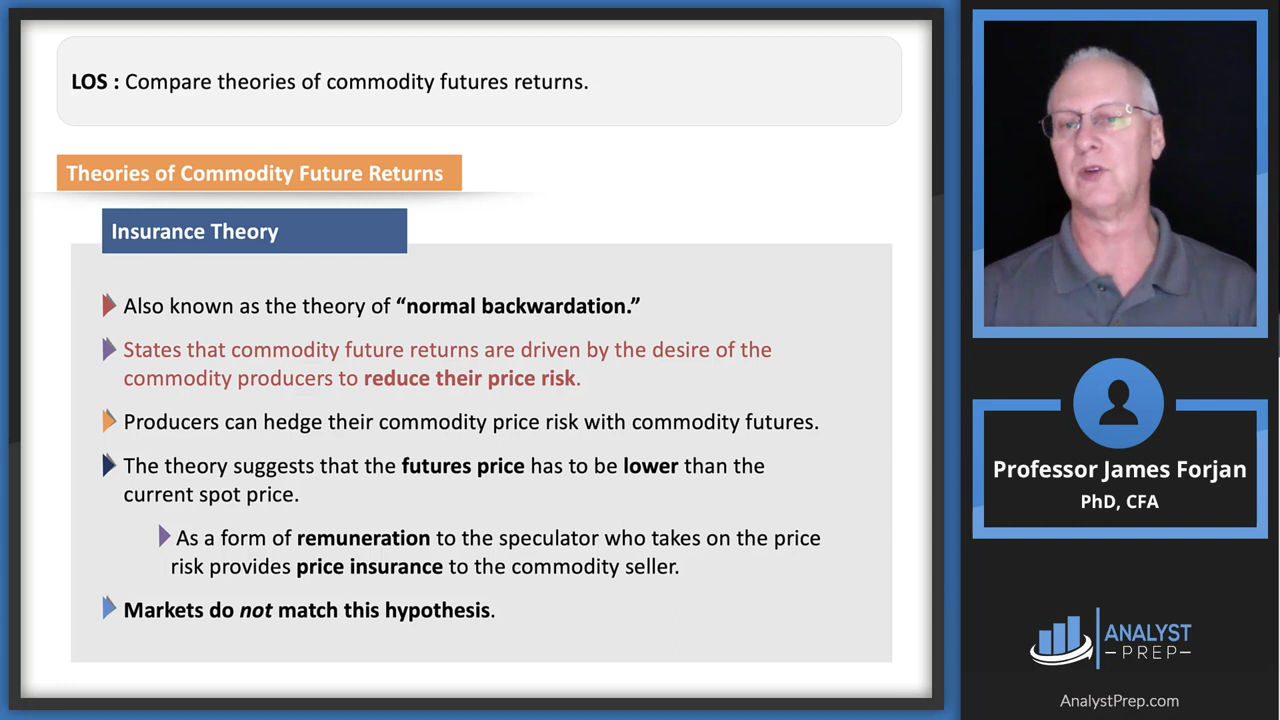 LOS : Compare theories of commodity futures returns.
Theories of Commodity Future Returns
Insurance Theory
Also known as the theory of “normal backwardation.”
States that commodity future returns are driven by the desire of the
commodity producers to reduce their price risk.
Producers can hedge their commodity price risk with commodity futures.
The theory suggests that the futures price has to be lower than the
current spot price.
As a form of remuneration to the speculator who takes on the price
risk provides price insurance to the commodity seller.
Markets do not match this hypothesis.
Professor James Forjan
PhD, CFA
ANALYST
PREP
AnalystPrep.com